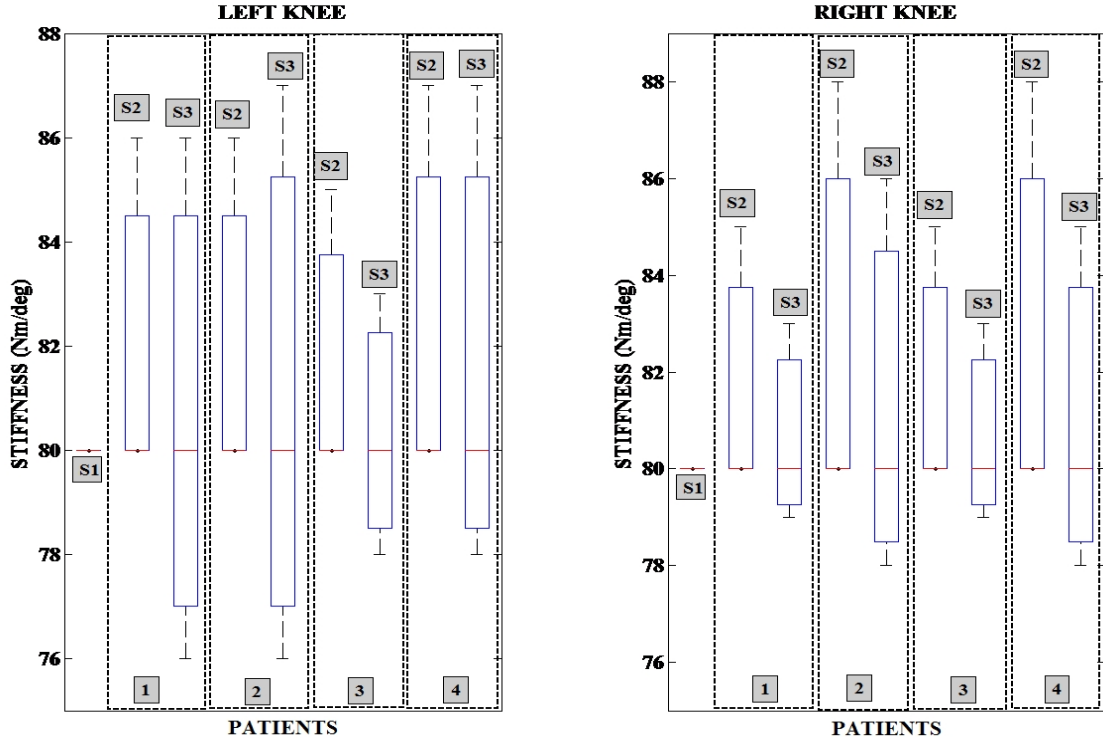 LEFT KNEE
STIFFNESS (Nm/deg)
88
86
84
82
80
78
76
S1
S2
S3
S2
S3
S2
S3
S2
S3
1
2
3
4
PATIENTS
RIGHT KNEE
STIFFNESS (Nm/deg)
88
86
84
82
80
78
76
S1
S2
S3
S2
S3
S2
S3
S2
S3
1
2
3
4
PATIENTS